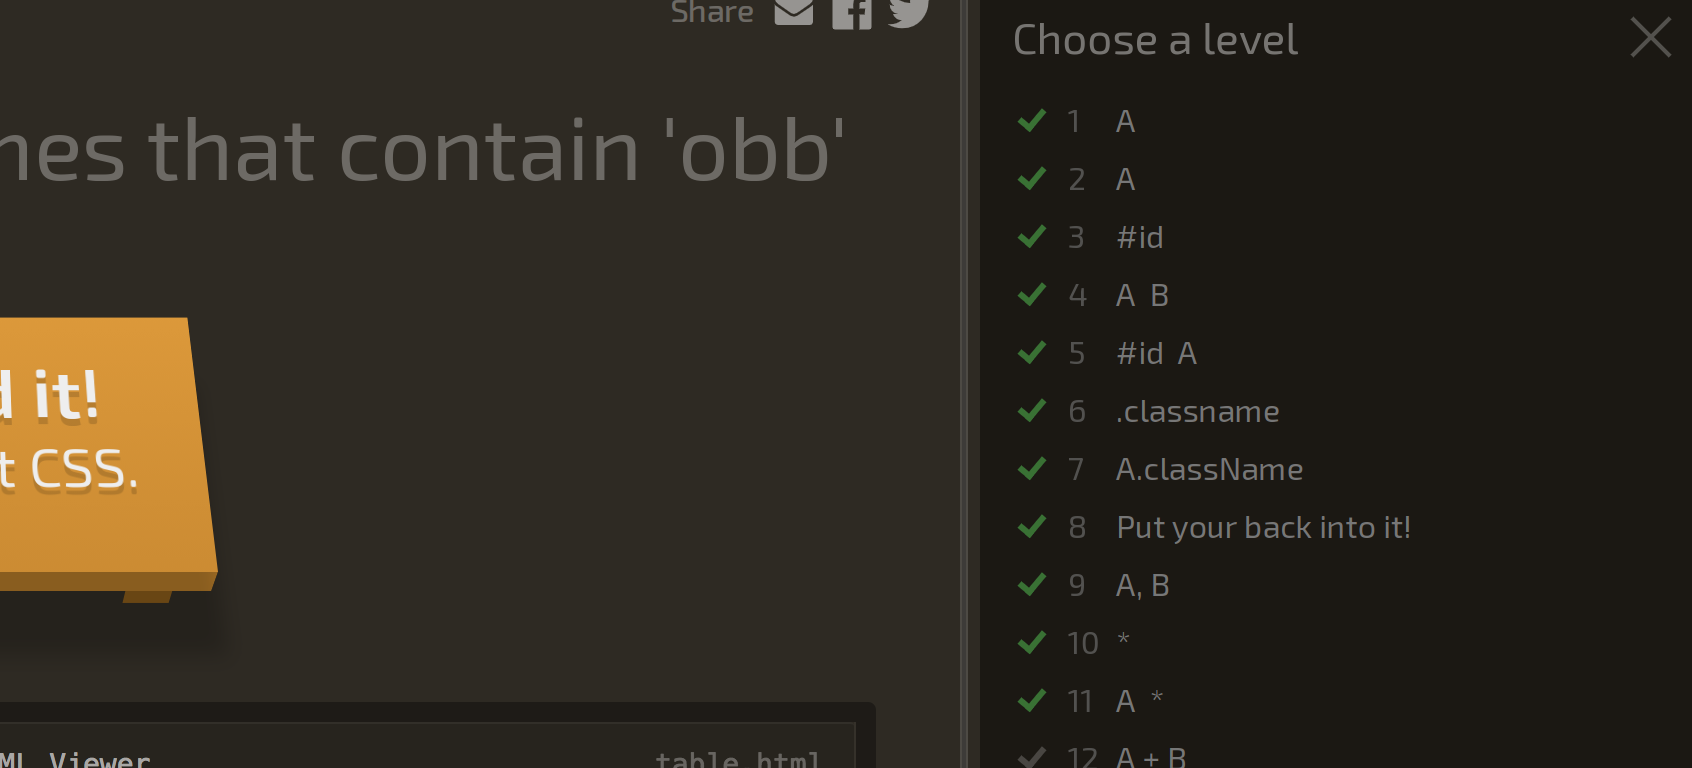 Share
Choose a level
nes that contain 'obb'
1 A
2 A
3 #id
4 A B
5 #id A
6 .classname
7 A.className
8 Put your back into it!
9 A, B
10 *
11 A *
12 A + B
it!
t CSS.
ML Viewer
table.html